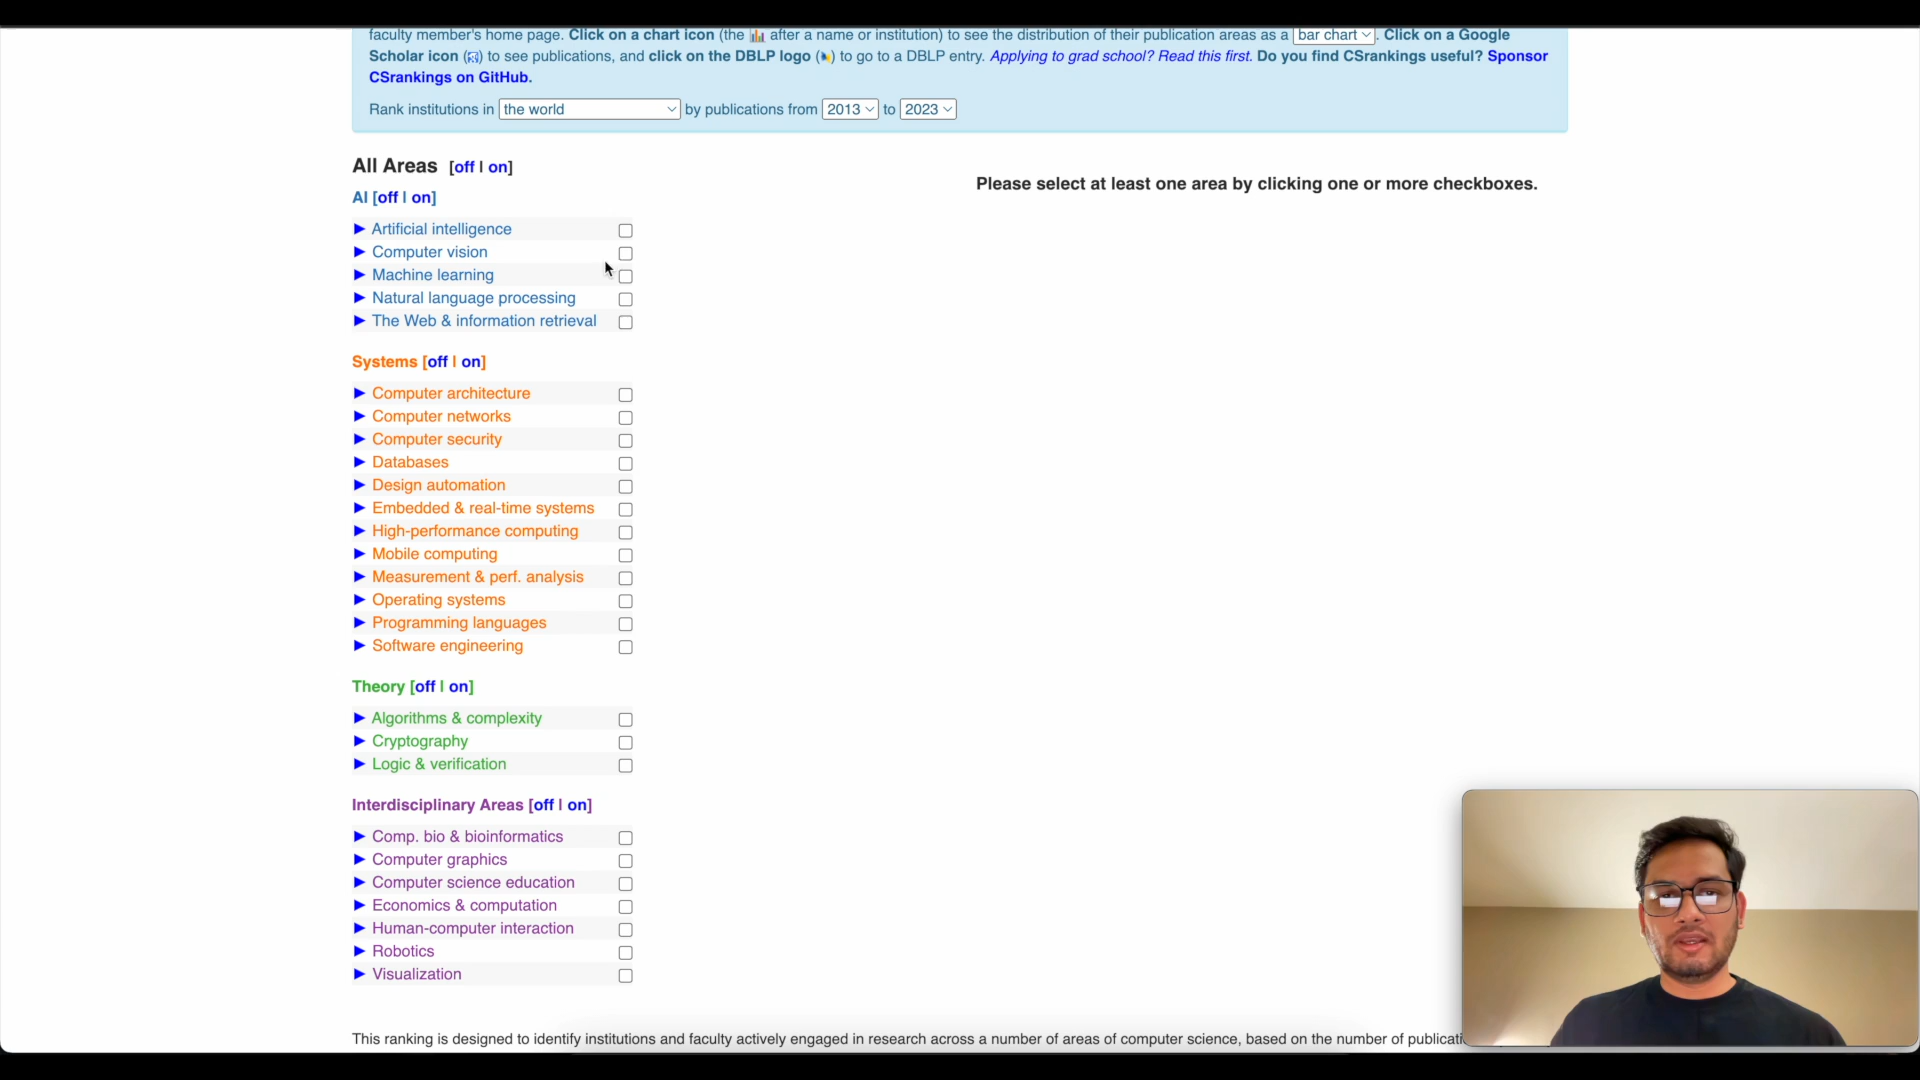 faculty member's home page. Click on a chart icon (the after a name or institution) to see the distribution of their publication areas as a bar chart . Click on a Google
Scholar icon ( ) to see publications, and click on the DBLP logo ( ) to go to a DBLP entry. Applying to grad school? Read this first. Do you find CSrankings useful? Sponsor
CSrankings on GitHub.
Rank institutions in the world by publications from 2013 to 2023
All Areas [off | on]
Please select at least one area by clicking one or more checkboxes.
AI [off | on]
► Artificial intelligence
► Computer vision
► Machine learning
► Natural language processing
► The Web & information retrieval
Systems [off | on]
► Computer architecture
► Computer networks
► Computer security
► Databases
► Design automation
► Embedded & real-time systems
► High-performance computing
► Mobile computing
► Measurement & perf. analysis
► Operating systems
► Programming languages
► Software engineering
Theory [off | on]
► Algorithms & complexity
► Cryptography
► Logic & verification
Interdisciplinary Areas [off | on]
► Comp. bio & bioinformatics
► Computer graphics
► Computer science education
► Economics & computation
► Human-computer interaction
► Robotics
► Visualization
This ranking is designed to identify institutions and faculty actively engaged in research across a number of areas of computer science, based on the number of publicati